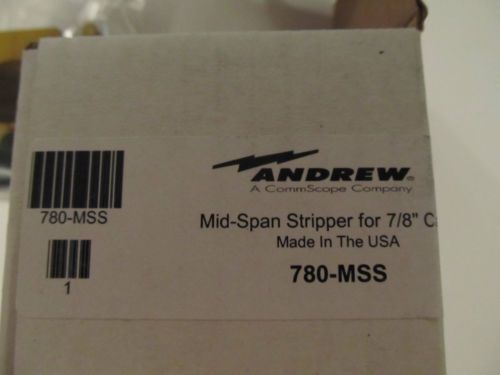 ANDREW®
A CommScope Company
780-MSS
Mid-Span Stripper for 7/8"
Made In The USA
1
780-MSS